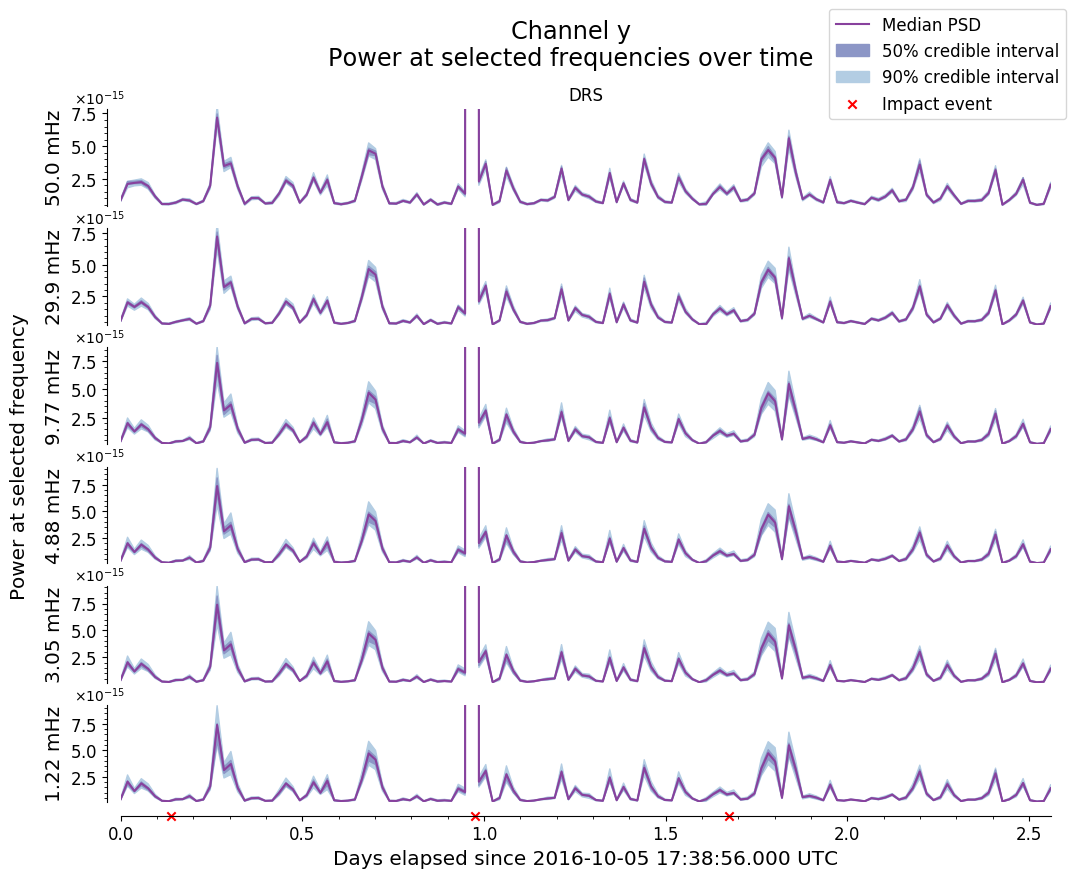 Channel y
Power at selected frequencies over time
Median PSD
50% credible interval
90% credible interval
Impact event
DRS
Power at selected frequency
×10⁻¹⁵
7.5
5.0
2.5
50.0 mHz
×10⁻¹⁵
7.5
5.0
2.5
29.9 mHz
×10⁻¹⁵
7.5
5.0
2.5
9.77 mHz
×10⁻¹⁵
7.5
5.0
2.5
4.88 mHz
×10⁻¹⁵
7.5
5.0
2.5
3.05 mHz
×10⁻¹⁵
7.5
5.0
2.5
1.22 mHz
0.0 0.5 1.0 1.5 2.0 2.5
Days elapsed since 2016-10-05 17:38:56.000 UTC